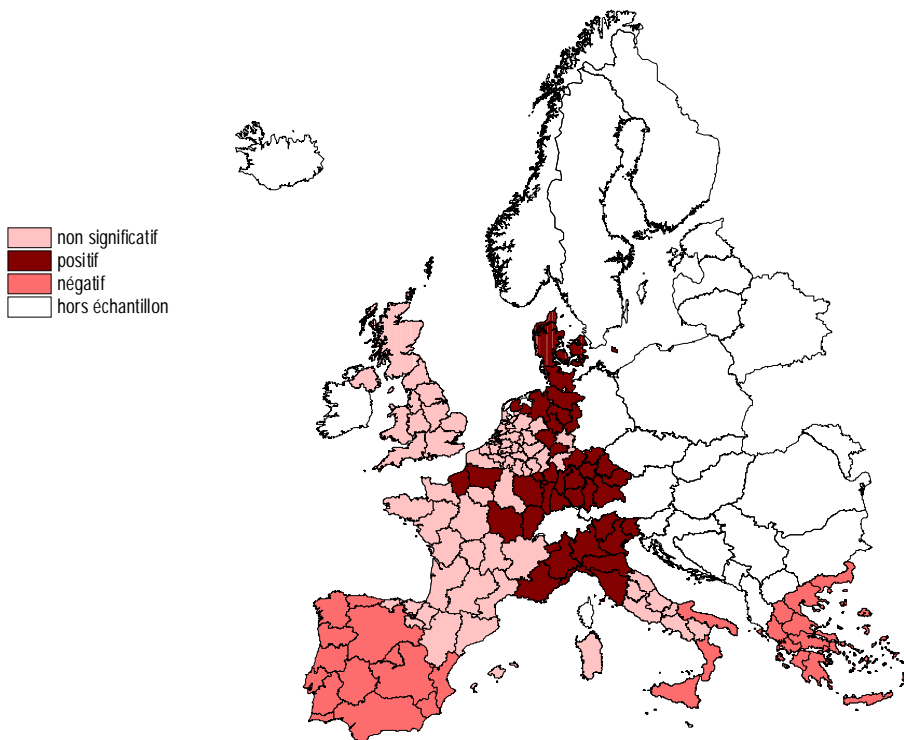 non significatif
positif
négatif
hors échantillon